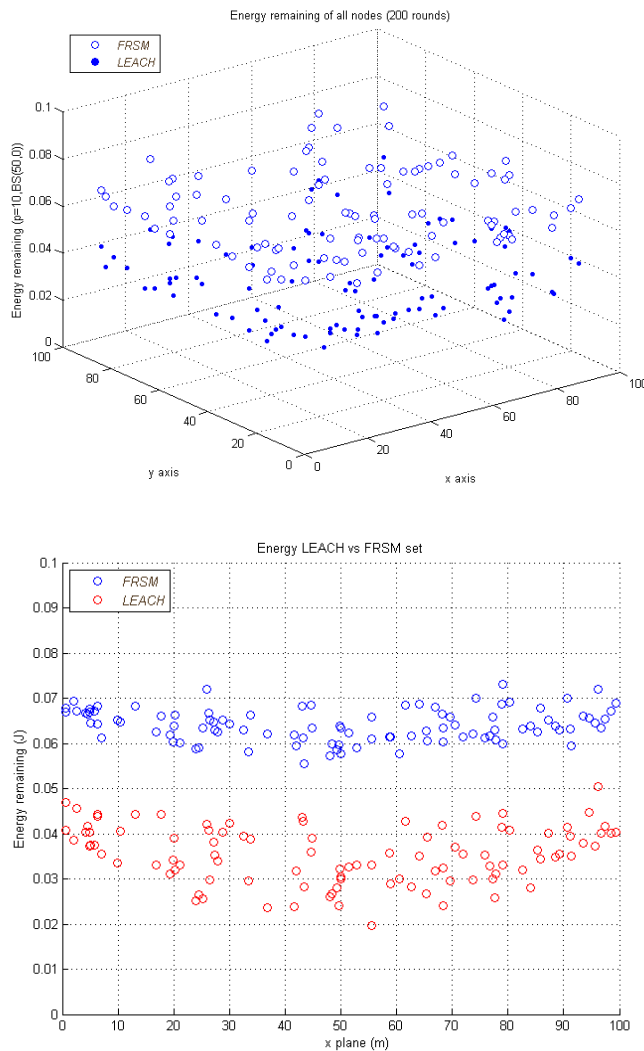 Energy remaining of all nodes (200 rounds)
FRSM
LEACH
Energy remaining (p=10,BS(50,0))
0.1
0.08
0.06
0.04
0.02
0
100
80
60
40
20
0
y axis
0
20
40
60
80
100
x axis
Energy LEACH vs FRSM set
FRSM
LEACH
Energy remaining (J)
0.1
0.09
0.08
0.07
0.06
0.05
0.04
0.03
0.02
0.01
0
0 10 20 30 40 50 60 70 80 90 100
x plane (m)